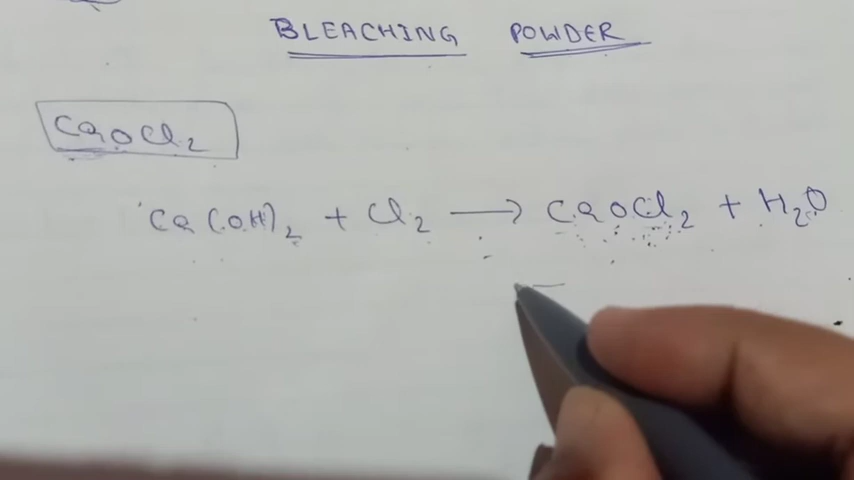 BLEACHING POWDER
CaOCl2
Ca(OH)2 + Cl2 → CaOCl2 + H2O